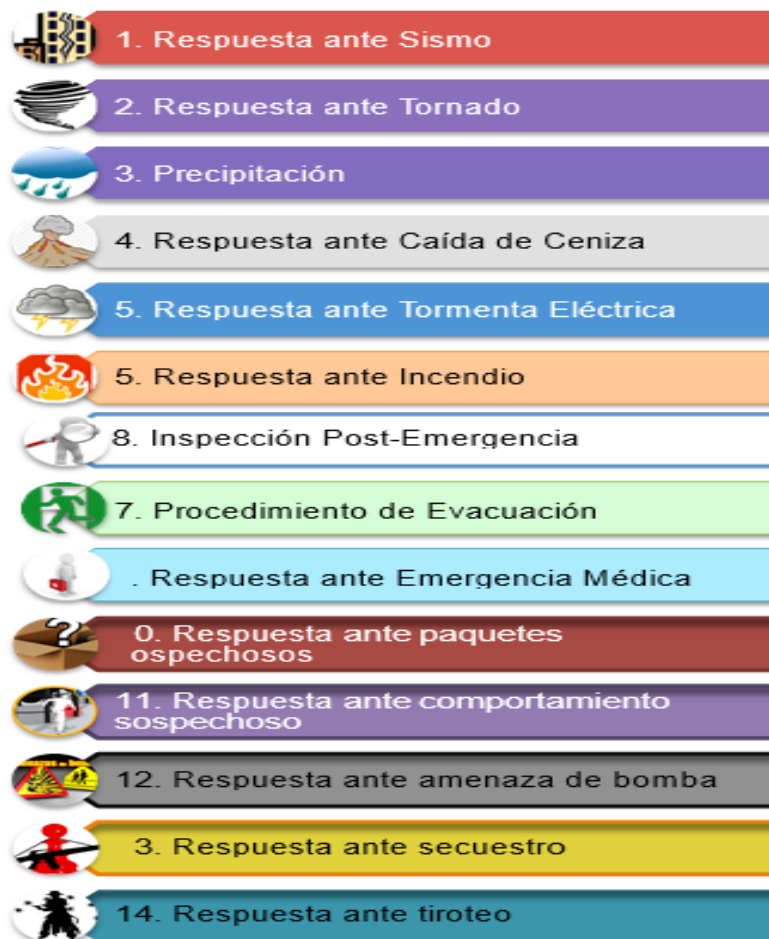 1. Respuesta ante Sismo
2. Respuesta ante Tornado
3. Precipitación
4. Respuesta ante Caída de Ceniza
5. Respuesta ante Tormenta Eléctrica
5. Respuesta ante Incendio
8. Inspección Post-Emergencia
7. Procedimiento de Evacuación
. Respuesta ante Emergencia Médica
0. Respuesta ante paquetes
ospechosos
11. Respuesta ante comportamiento
sospechoso
12. Respuesta ante amenaza de bomba
3. Respuesta ante secuestro
14. Respuesta ante tiroteo